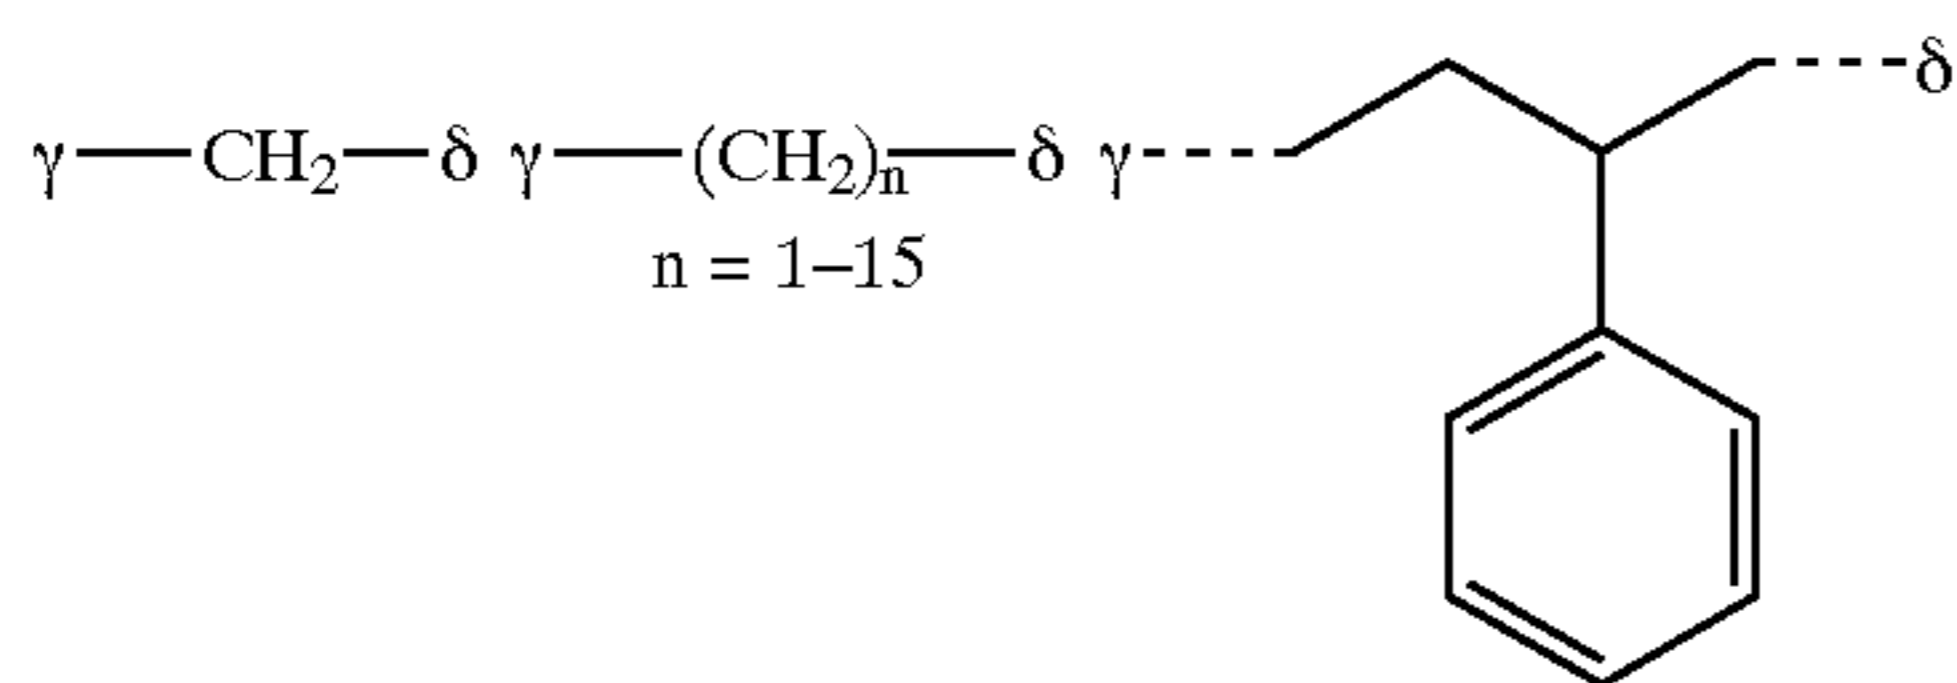 δ
γ—CH₂—δ γ—(CH₂)ₙ—δ γ
n = 1–15